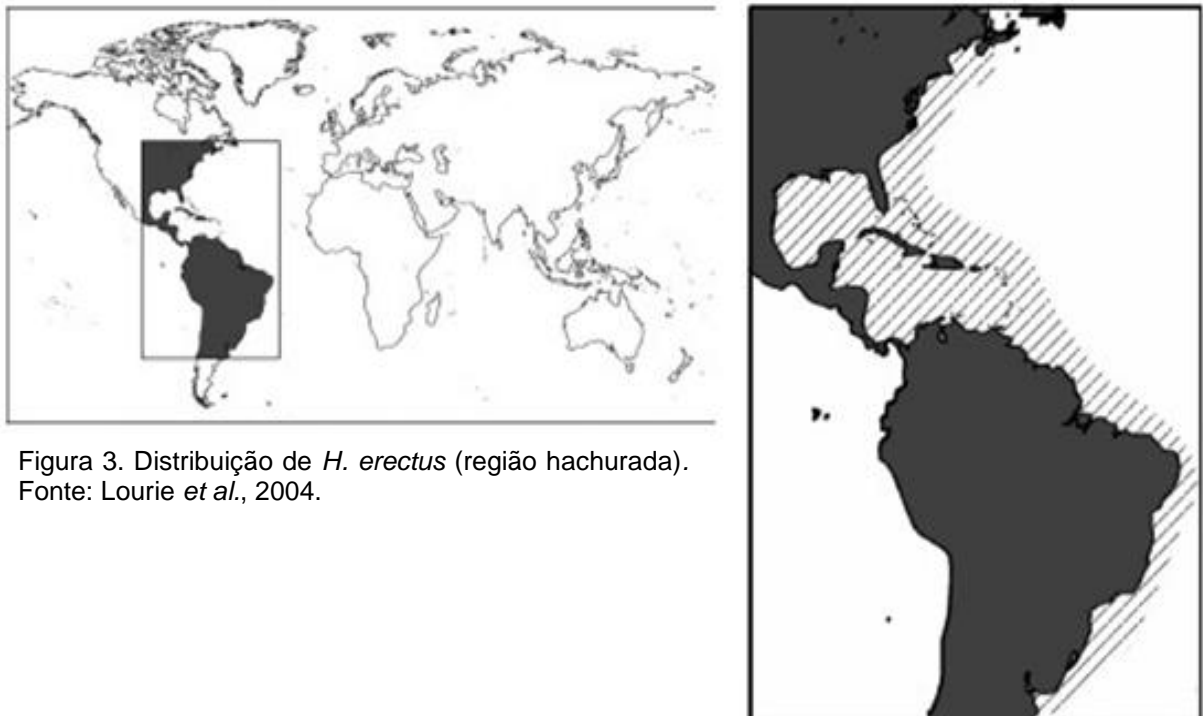 Figura 3. Distribuição de H. erectus (região hachurada).
Fonte: Lourie et al., 2004.